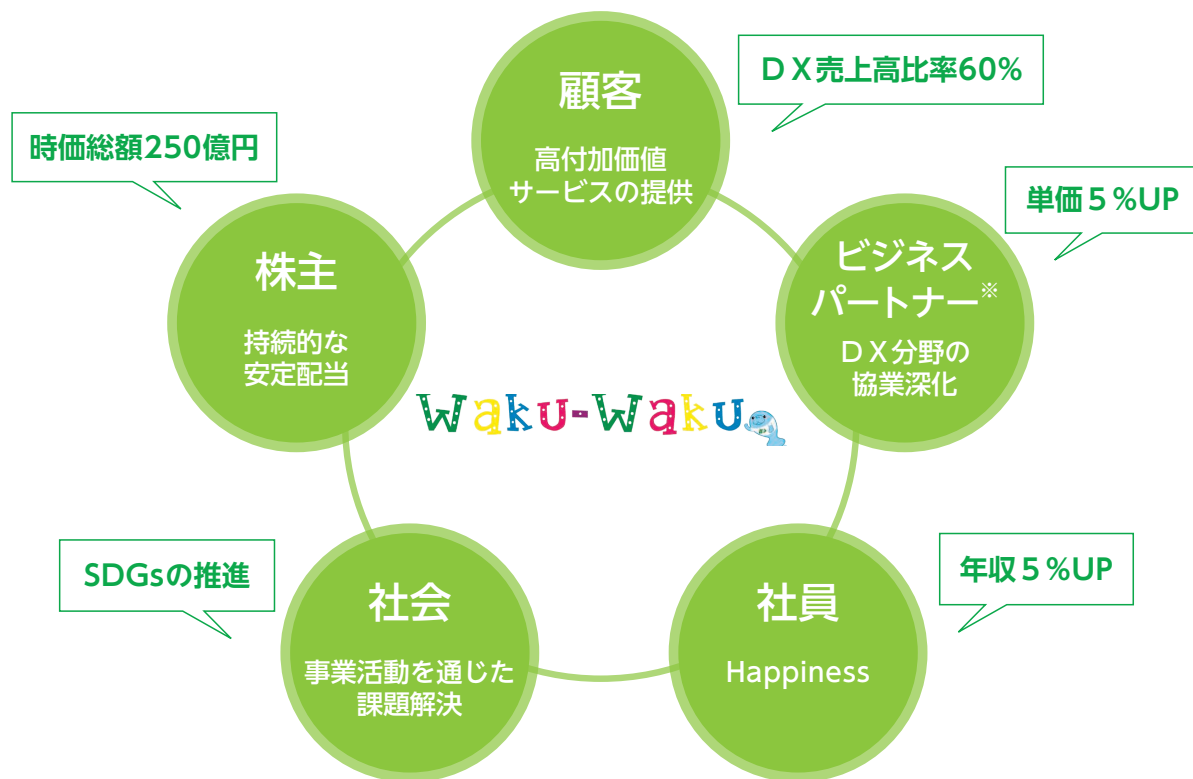 顧客
高付加価値
サービスの提供
ＤＸ売上高比率60%
ビジネス
パートナー※
ＤＸ分野の
協業深化
単価５%UP
社員
Happiness
年収５%UP
社会
事業活動を通じた
課題解決
SDGsの推進
株主
持続的な
安定配当
時価総額250億円
Waku-Waku